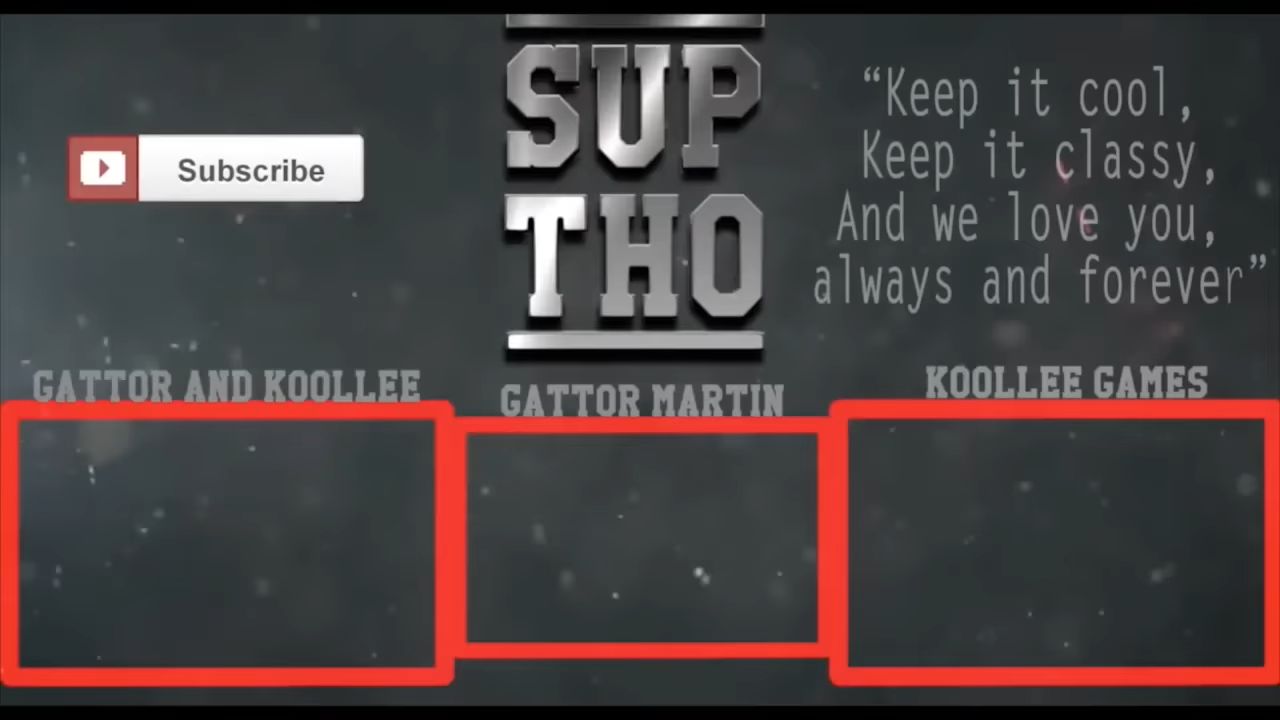 SUP
THO
Subscribe
“Keep it cool,
Keep it classy,
And we love you,
always and forever”
GATTOR AND KOOLLEE
GATTOR MARTIN
KOOLLEE GAMES